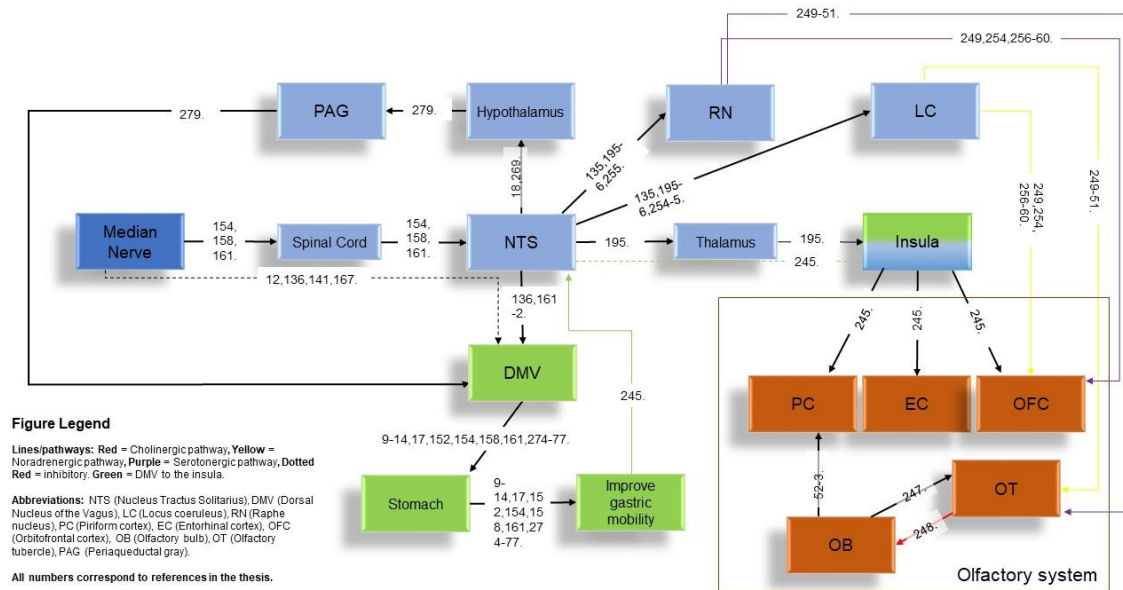 249-51.
249,254,256-60.
279.
PAG
279.
Hypothalamus
RN
LC
18,269.
135,195-
6,255.
135,195-
6,254-5.
249,254,
256-60.
249-51.
Median
Nerve
154,
158,
161.
Spinal Cord
154,
158,
161.
NTS
195.
Thalamus
195.
Insula
245.
12,136,141,167.
136,161
-2.
245.
245.
245.
DMV
245.
PC
EC
OFC
Figure Legend
Lines/pathways: Red = Cholinergic pathway, Yellow =
Noradrenergic pathway, Purple = Serotonergic pathway, Dotted
Red = inhibitory. Green = DMV to the insula.
Abbreviations: NTS (Nucleus Tractus Solitarius), DMV (Dorsal
Nucleus of the Vagus), LC (Locus coeruleus), RN (Raphe
nucleus), PC (Piriform cortex), EC (Entorhinal cortex), OFC
(Orbitofrontal cortex), OB (Olfactory bulb), OT (Olfactory
tubercle), PAG (Periaqueductal gray).
All numbers correspond to references in the thesis.
9-14,17,152,154,158,161,274-77.
Stomach
9-
14,17,15
2,154,15
8,161,27
4-77.
Improve
gastric
mobility
52-3.
247.
248.
OT
OB
Olfactory system